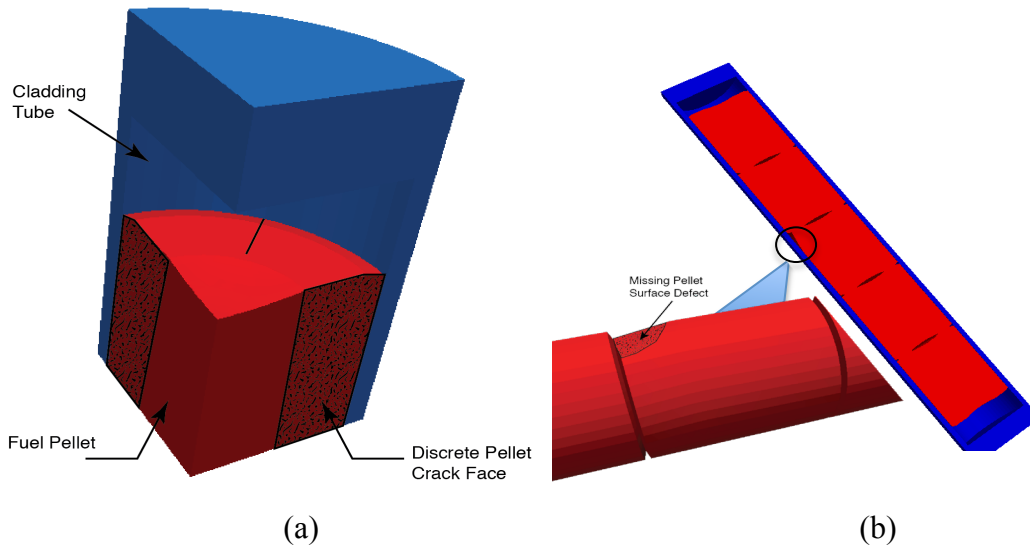 Cladding
Tube
Fuel Pellet
Discrete Pellet
Crack Face
(a)
Missing Pellet
Surface Defect
(b)